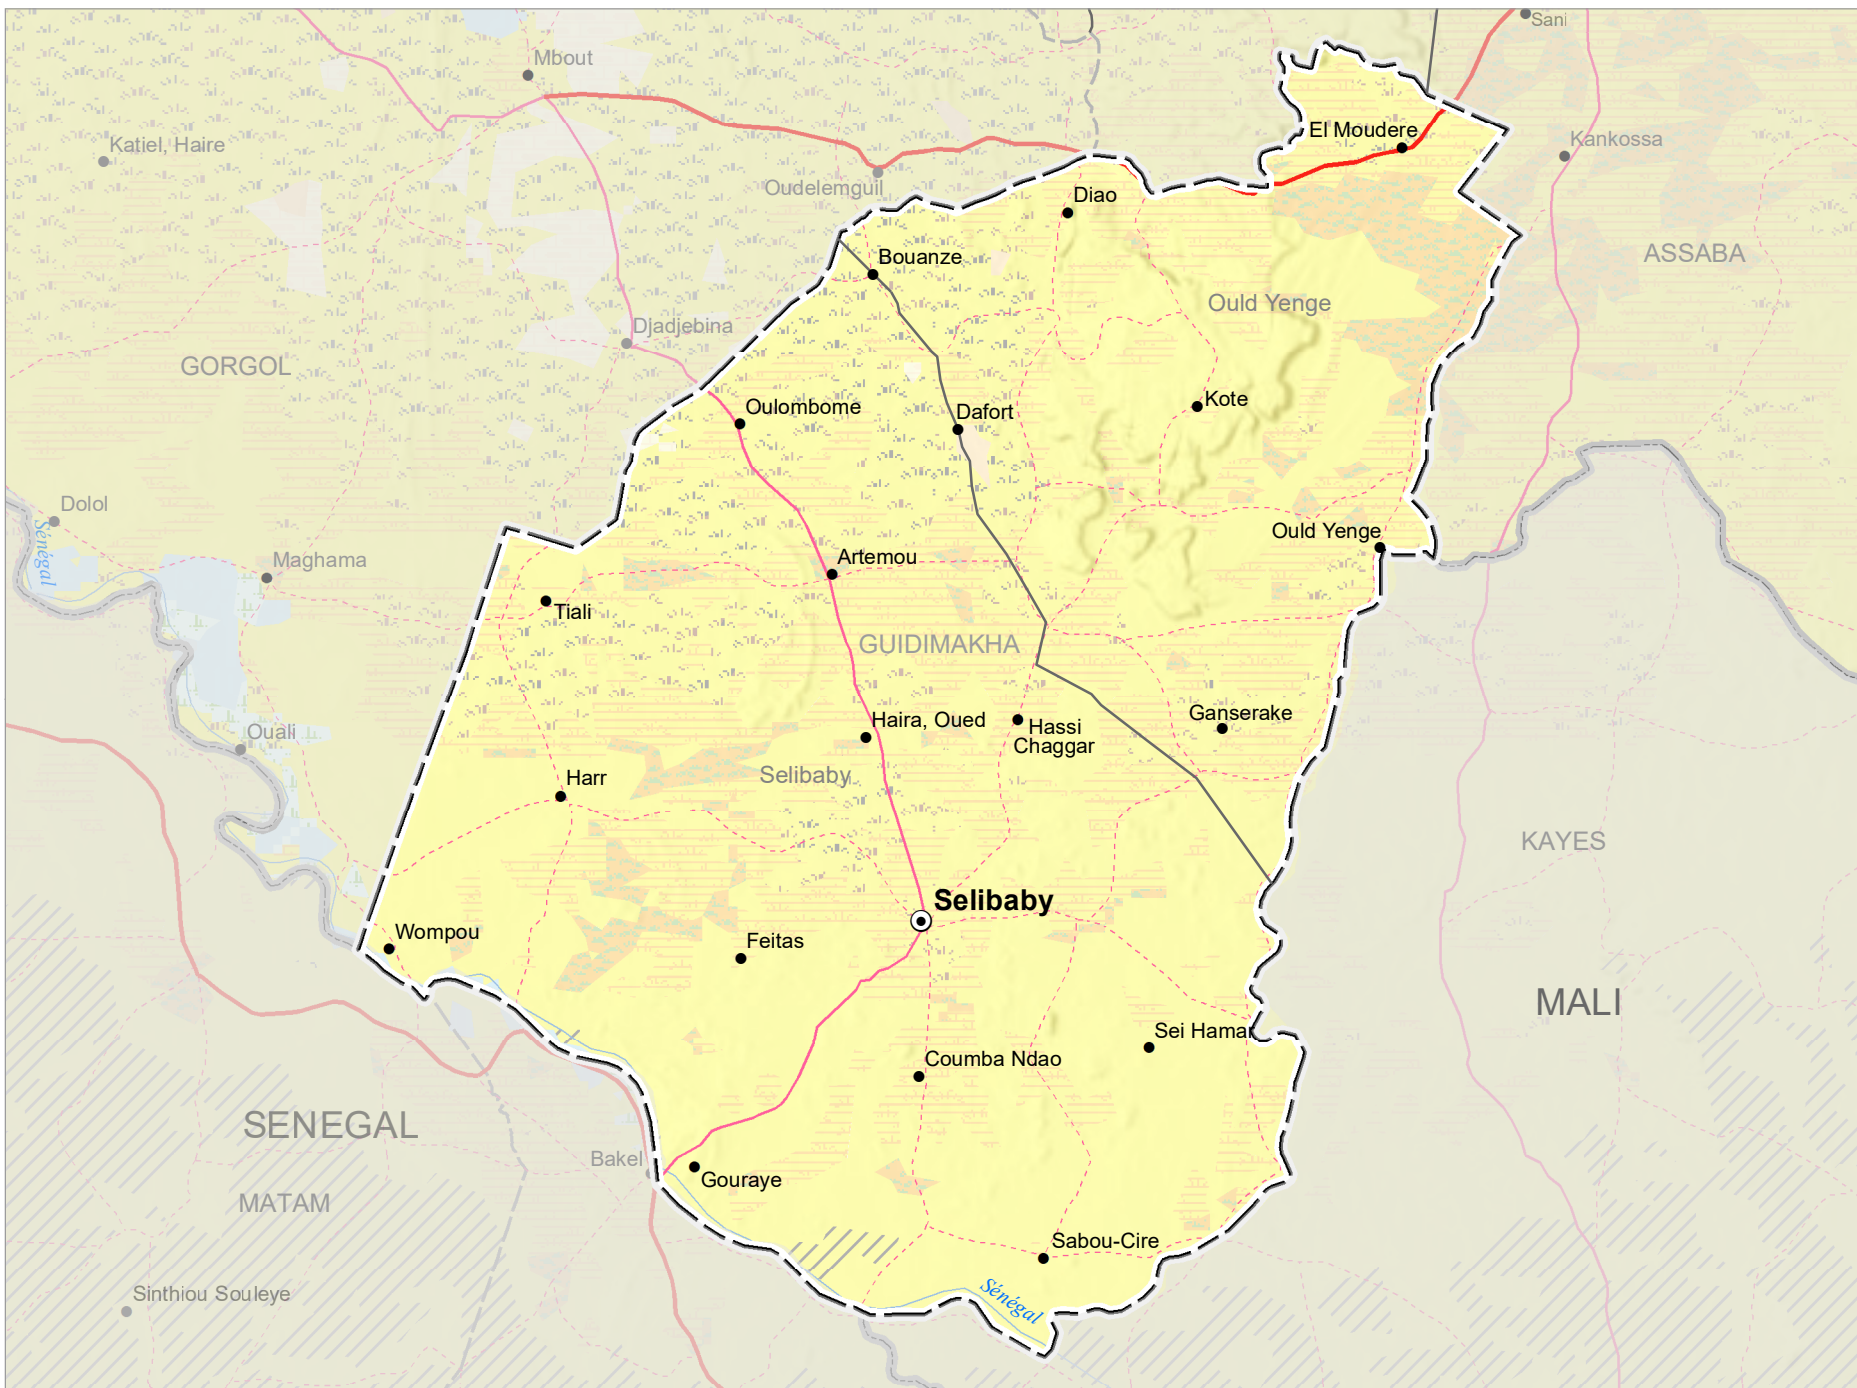 Sani
Mbout
El Moudere
Katiel, Haire
Kankossa
Oudelemguil
Diao
Bouanze
ASSABA
Ould Yenge
Djadjebina
GORGOL
Kote
Oulombome
Dafort
Dolol
Sénégal
Ould Yenge
Maghama
Artemou
Tiali
GUIDIMAKHA
Ouali
Haira, Oued
Hassi
Chaggar
Ganserake
Harr
Selibaby
KAYES
Selibaby
Wompou
Feitas
MALI
Sei Hamar
Coumba Ndao
SENEGAL
Bakel
Gouraye
MATAM
Sabou-Cire
Sénégal
Sinthiou Souleye